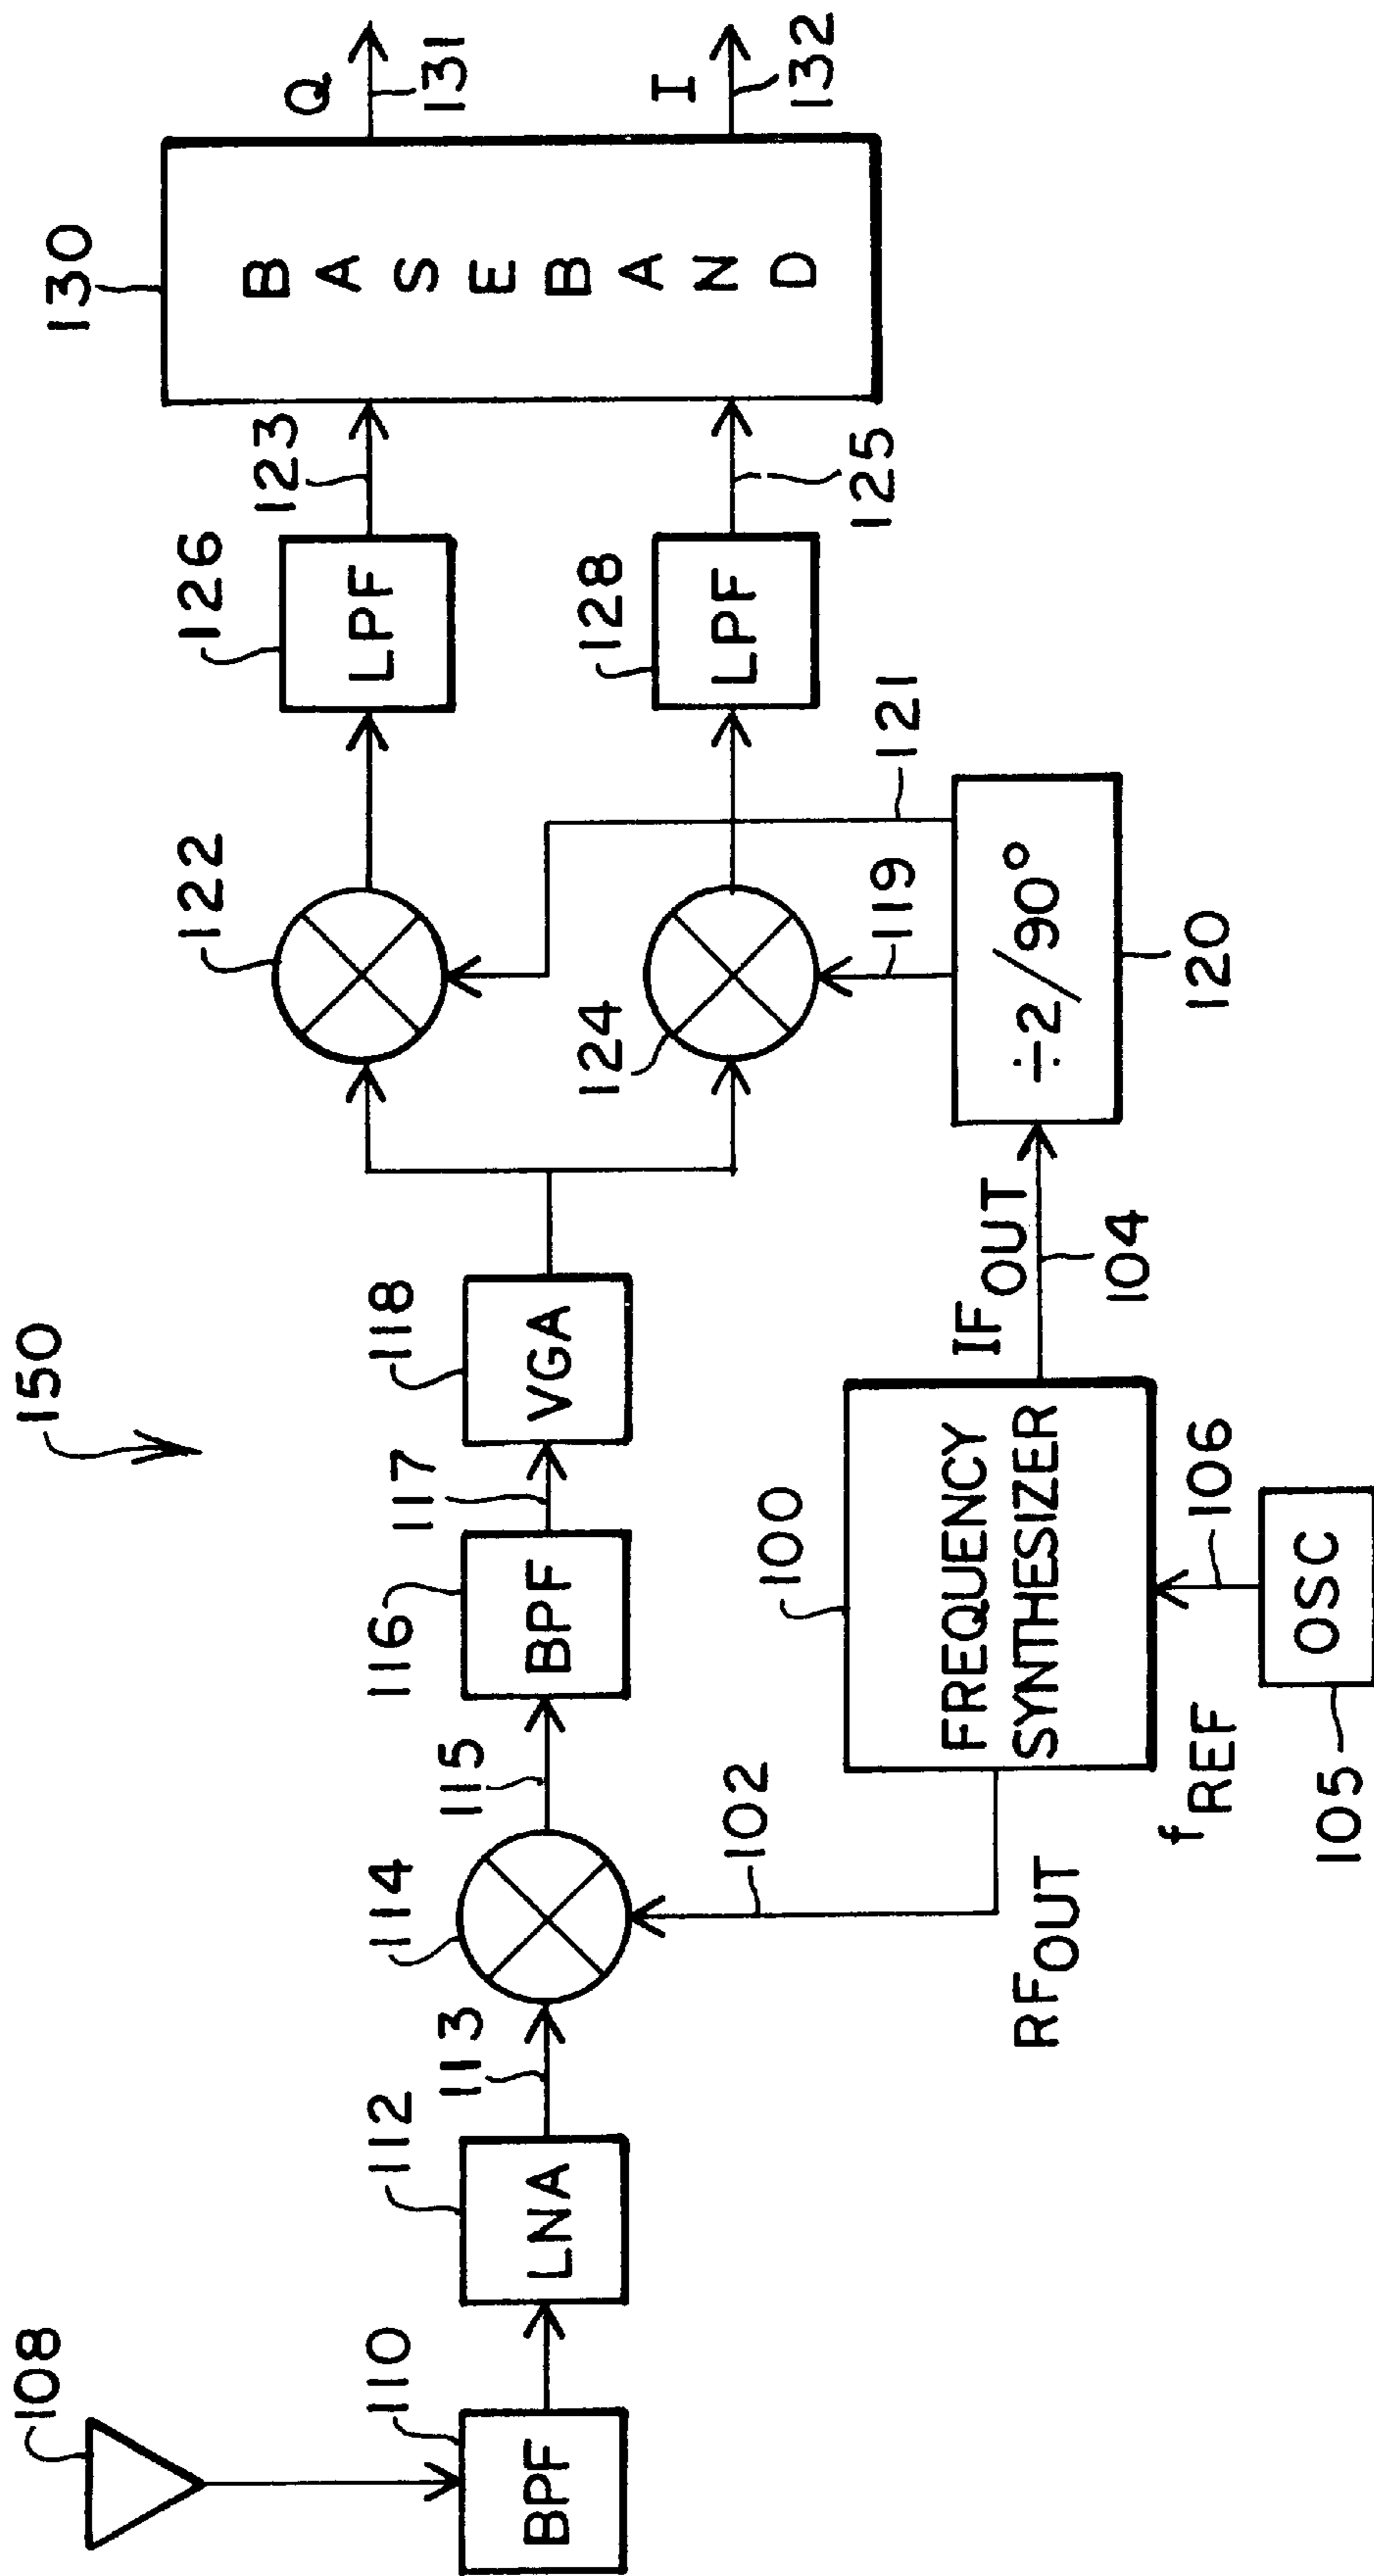 150
108
110
BPF
112
LNA
113
114
115
116
BPF
117
118
VGA
122
124
126
LPF
128
LPF
123
125
130
BASEBAND
Q
131
I
132
102
RFOUT
100
FREQUENCY
SYNTHESIZER
IFOUT
104
÷2/90°
120
119
121
fREF
106
OSC
105